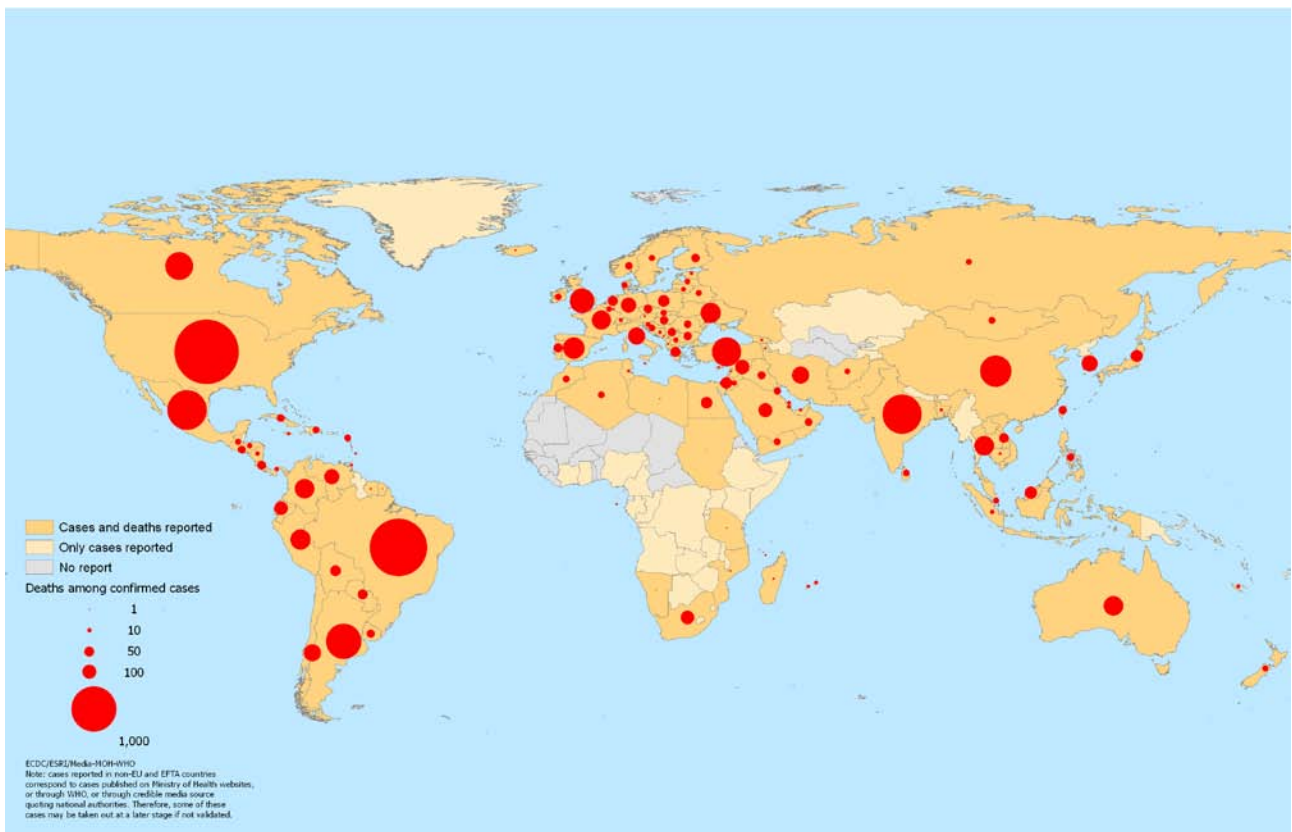 Cases and deaths reported
Only cases reported
No report
Deaths among confirmed cases
1
10
50
100
1,000
ECDC/ESRI/Media-MOH-WHO
Note: cases reported in non-EU and EFTA countries
correspond to cases published on Ministry of Health websites,
or through WHO, or through credible media source
quoting national authorities. Therefore, some of these
cases may be taken out at a later stage if not validated.